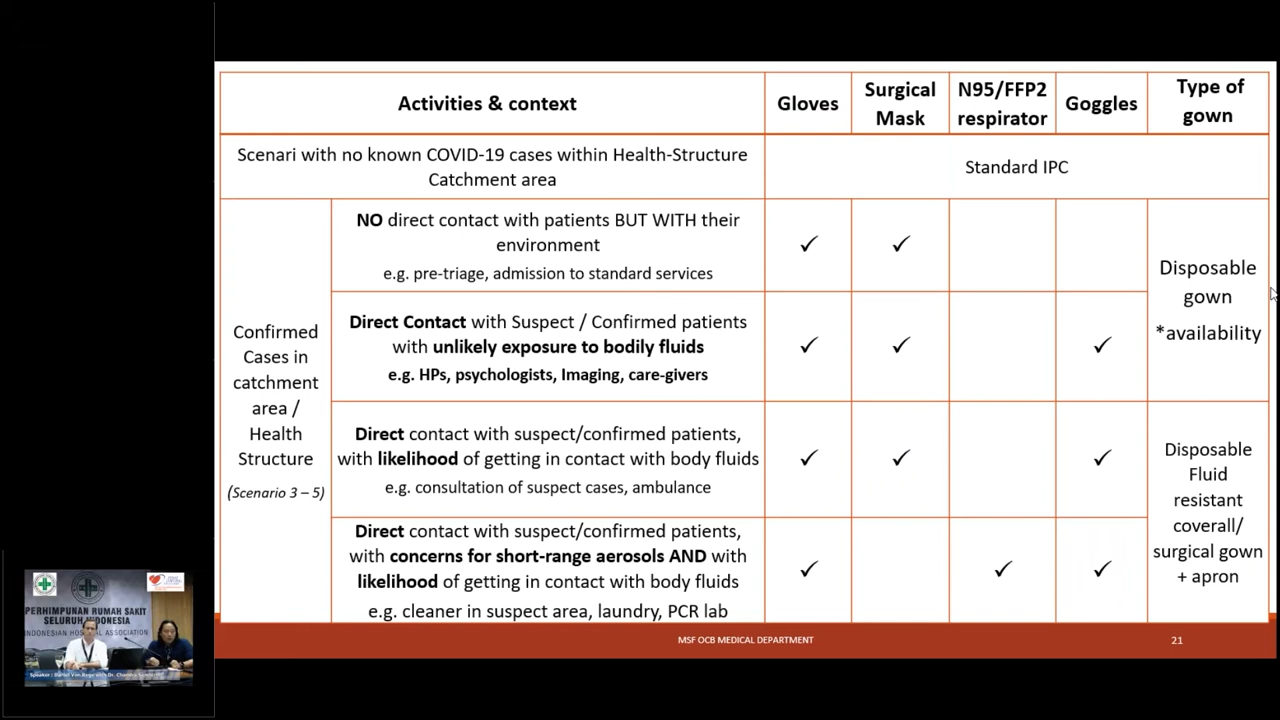 Activities & context
Gloves
Surgical
Mask
N95/FFP2
respirator
Goggles
Type of
gown
Scenari with no known COVID-19 cases within Health-Structure
Catchment area
Standard IPC
Confirmed
Cases in
catchment
area /
Health
Structure
(Scenario 3 – 5)
NO direct contact with patients BUT WITH their
environment
e.g. pre-triage, admission to standard services
✓ ✓
Disposable
gown
*availability
Direct Contact with Suspect / Confirmed patients
with unlikely exposure to bodily fluids
e.g. HPs, psychologists, Imaging, care-givers
✓ ✓ ✓
Direct contact with suspect/confirmed patients,
with likelihood of getting in contact with body fluids
e.g. consultation of suspect cases, ambulance
✓ ✓ ✓
Disposable
Fluid
resistant
coverall/
surgical gown
+ apron
Direct contact with suspect/confirmed patients,
with concerns for short-range aerosols AND with
likelihood of getting in contact with body fluids
e.g. cleaner in suspect area, laundry, PCR lab
✓ ✓ ✓
MSF OCB MEDICAL DEPARTMENT
21
PERHIMPUNAN RUMAH SAKIT
SELURUH INDONESIA
INDONESIAN HOSPITAL ASSOCIATION
Speaker :